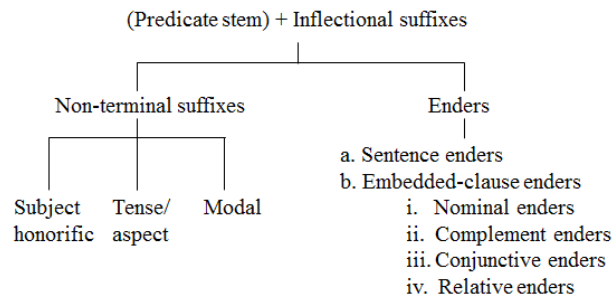 (Predicate stem) + Inflectional suffixes
Non-terminal suffixes
Enders
Subject honorific
Tense/ aspect
Modal
a. Sentence enders
b. Embedded-clause enders
i. Nominal enders
ii. Complement enders
iii. Conjunctive enders
iv. Relative enders